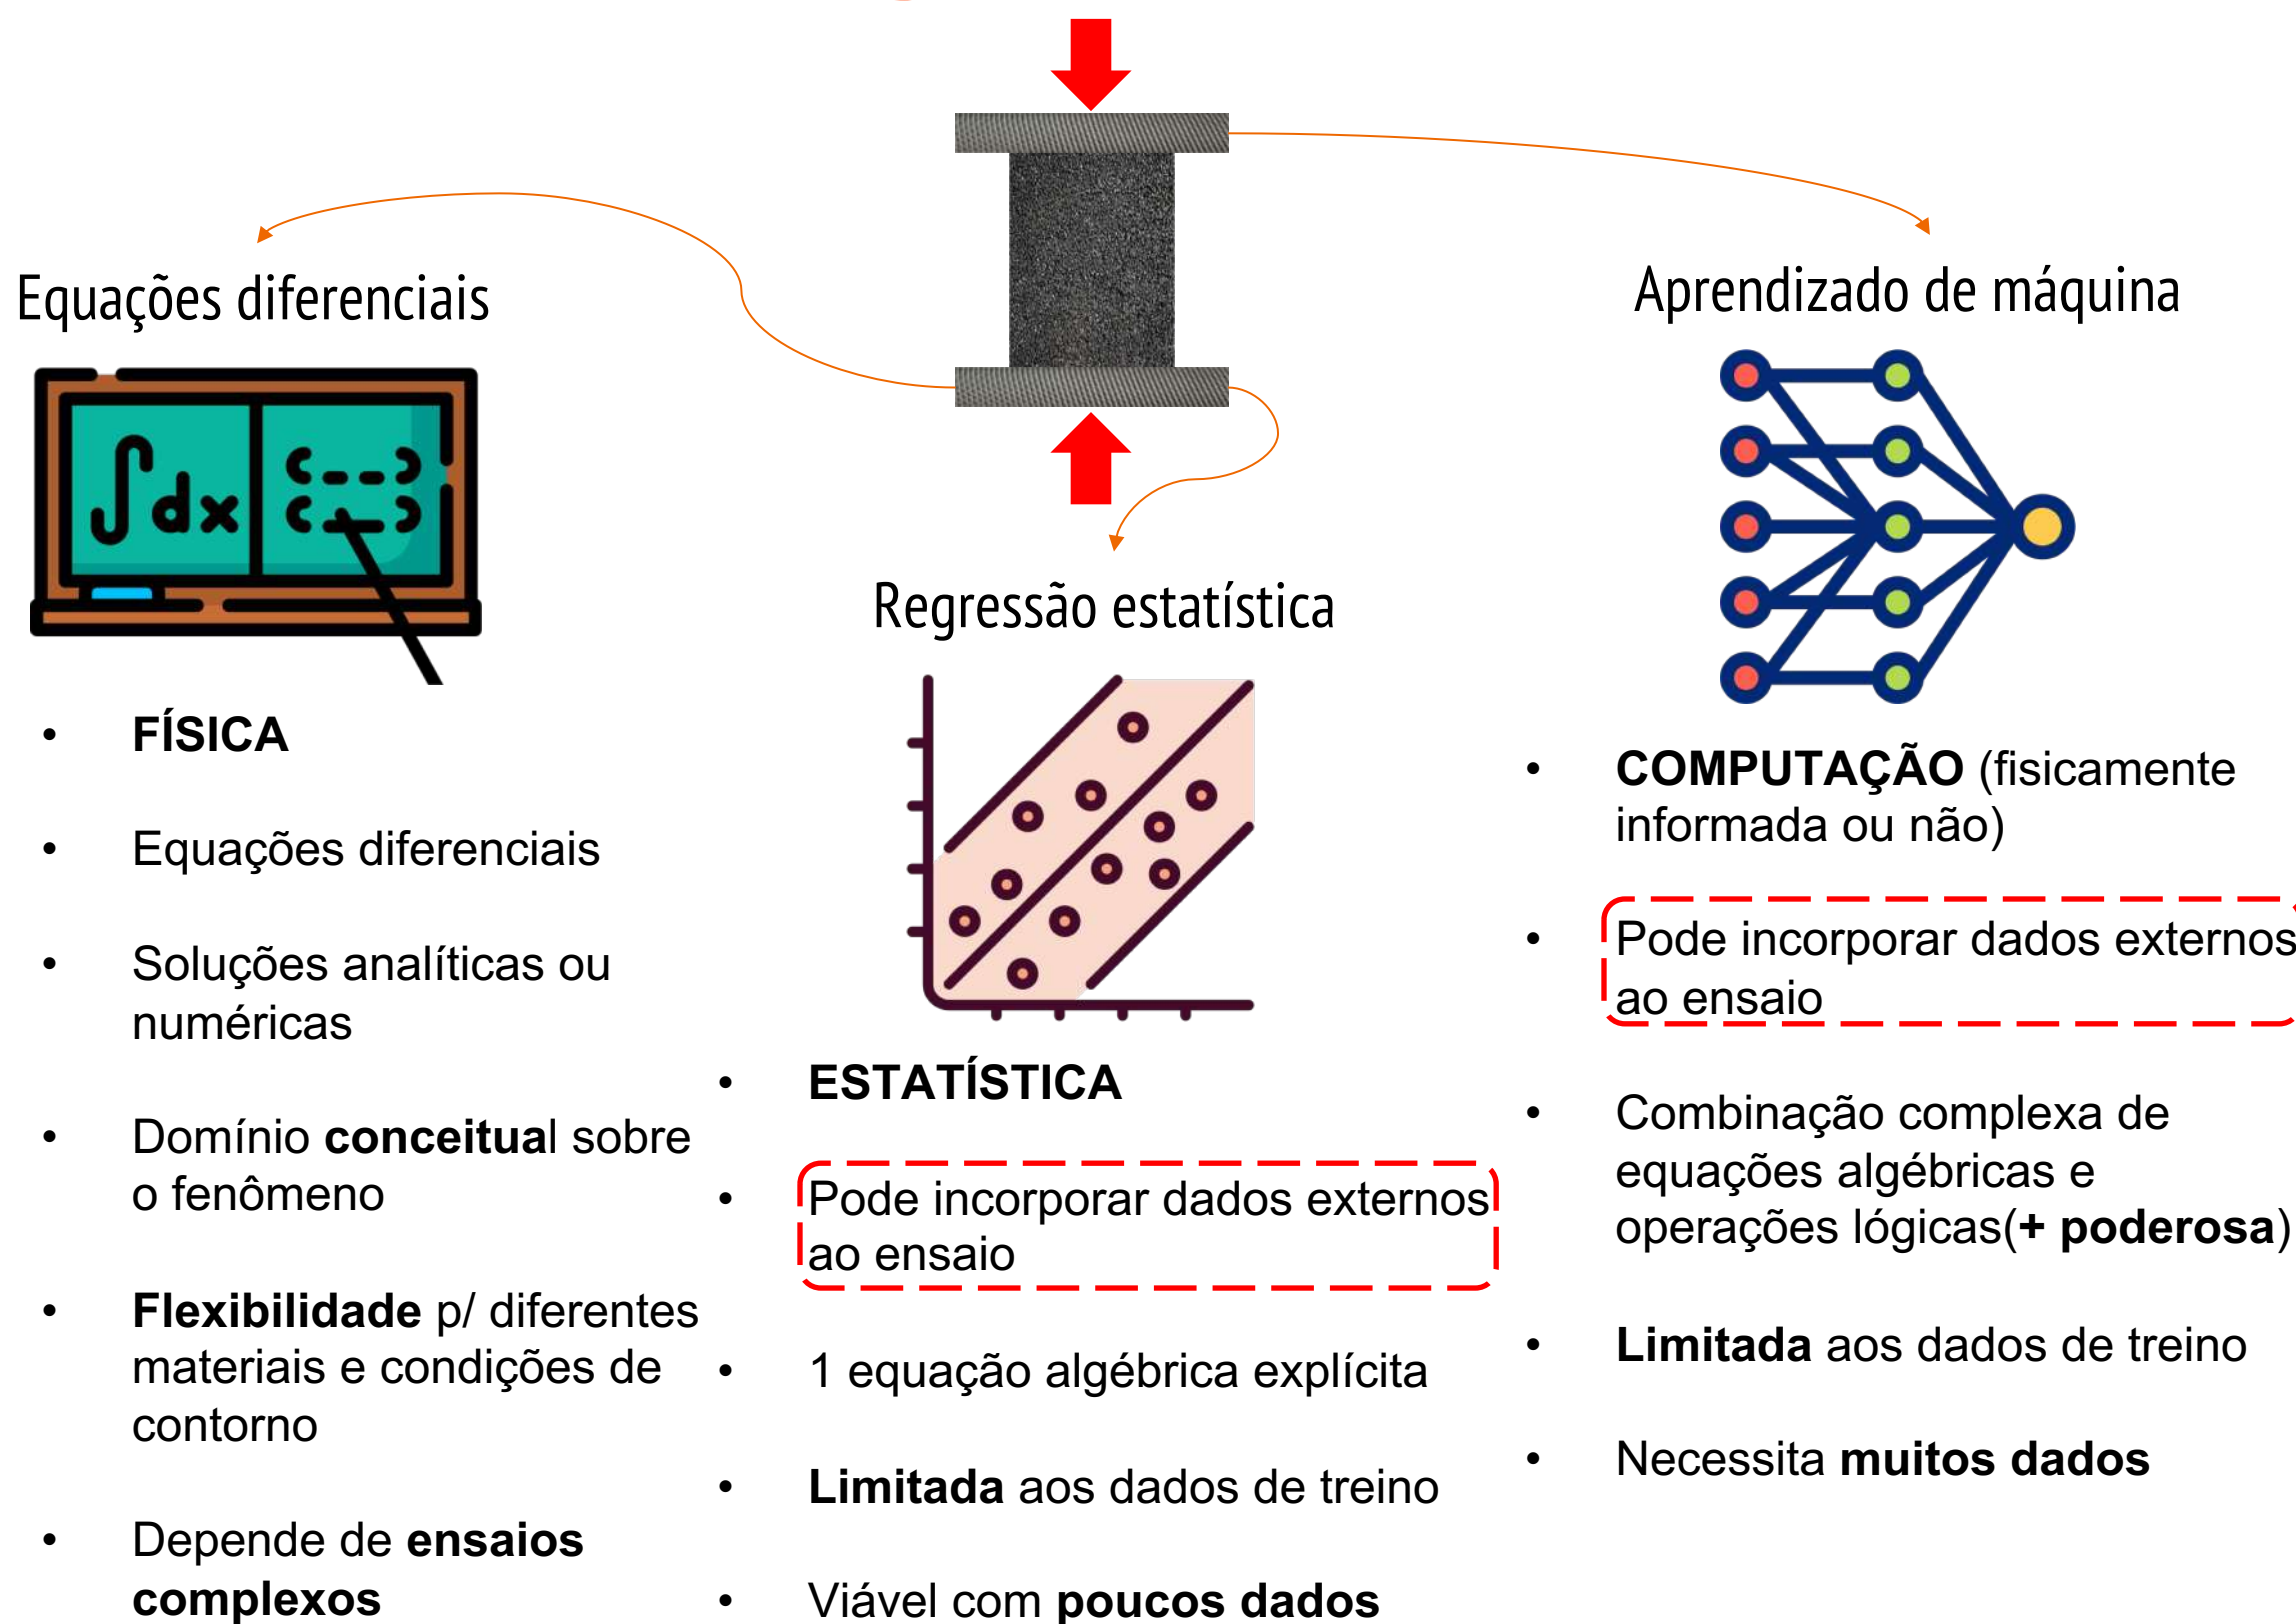 Equações diferenciais
∫dx
• FÍSICA
• Equações diferenciais
• Soluções analíticas ou
numéricas
• Domínio conceitual sobre
o fenômeno
• Flexibilidade p/ diferentes
materiais e condições de
contorno
• Depende de ensaios
complexos
Regressão estatística
• ESTATÍSTICA
• Pode incorporar dados externos
ao ensaio
• 1 equação algébrica explícita
• Limitada aos dados de treino
• Viável com poucos dados
Aprendizado de máquina
• COMPUTAÇÃO (fisicamente
informada ou não)
• Pode incorporar dados externos
ao ensaio
• Combinação complexa de
equações algébricas e
operações lógicas(+ poderosa)
• Limitada aos dados de treino
• Necessita muitos dados